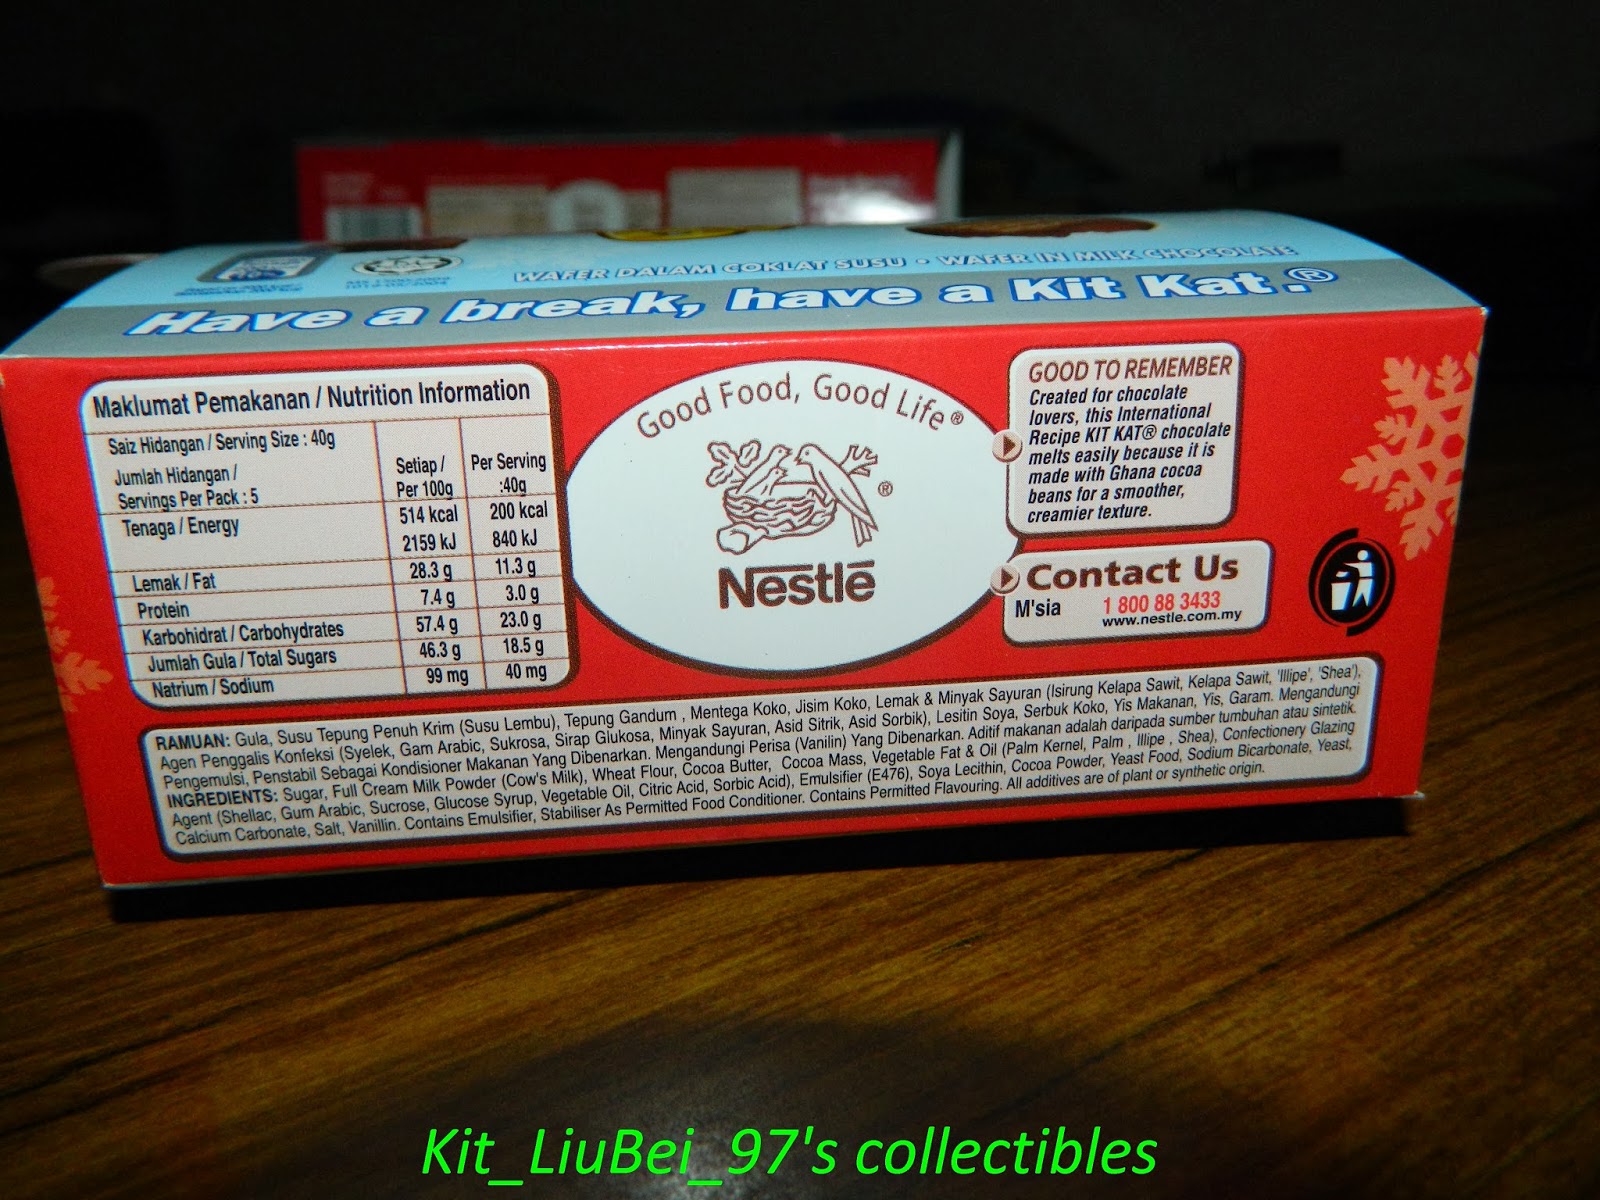 WAFER DALAM COKLAT SUSU • WAFER IN MILK CHOCOLATE
Have a break, have a Kit Kat.®
Maklumat Pemakanan / Nutrition Information
Saiz Hidangan / Serving Size : 40g
Jumlah Hidangan /
Servings Per Pack : 5
Setiap / Per 100g
Per Serving :40g
Tenaga / Energy 514 kcal 200 kcal
2159 kJ 840 kJ
Lemak / Fat 28.3 g 11.3 g
Protein 7.4 g 3.0 g
Karbohidrat / Carbohydrates 57.4 g 23.0 g
Jumlah Gula / Total Sugars 46.3 g 18.5 g
Natrium / Sodium 99 mg 40 mg
Good Food, Good Life®
®
Nestlé
GOOD TO REMEMBER
Created for chocolate
lovers, this International
Recipe KIT KAT® chocolate
melts easily because it is
made with Ghana cocoa
beans for a smoother,
creamier texture.
Contact Us
M'sia 1 800 88 3433
www.nestle.com.my
RAMUAN: Gula, Susu Tepung Penuh Krim (Susu Lembu), Tepung Gandum , Mentega Koko, Jisim Koko, Lemak & Minyak Sayuran (Isirung Kelapa Sawit, Kelapa Sawit, 'Illipe', 'Shea'),
Agen Penggalis Konfeksi (Syelek, Gam Arabic, Sukrosa, Sirap Glukosa, Minyak Sayuran, Asid Sitrik, Asid Sorbik), Lesitin Soya, Serbuk Koko, Yis Makanan, Yis, Garam. Mengandungi
Pengemulsi, Penstabil Sebagai Kondisioner Makanan Yang Dibenarkan. Mengandungi Perisa (Vanilin) Yang Dibenarkan. Aditif makanan adalah daripada sumber tumbuhan atau sintetik.
INGREDIENTS: Sugar, Full Cream Milk Powder (Cow's Milk), Wheat Flour, Cocoa Butter, Cocoa Mass, Vegetable Fat & Oil (Palm Kernel, Palm , Illipe , Shea), Confectionery Glazing
Agent (Shellac, Gum Arabic, Sucrose, Glucose Syrup, Vegetable Oil, Citric Acid, Sorbic Acid), Emulsifier (E476), Soya Lecithin, Cocoa Powder, Yeast Food, Sodium Bicarbonate, Yeast,
Calcium Carbonate, Salt, Vanillin. Contains Emulsifier, Stabiliser As Permitted Food Conditioner. Contains Permitted Flavouring. All additives are of plant or synthetic origin.
Kit_LiuBei_97's collectibles